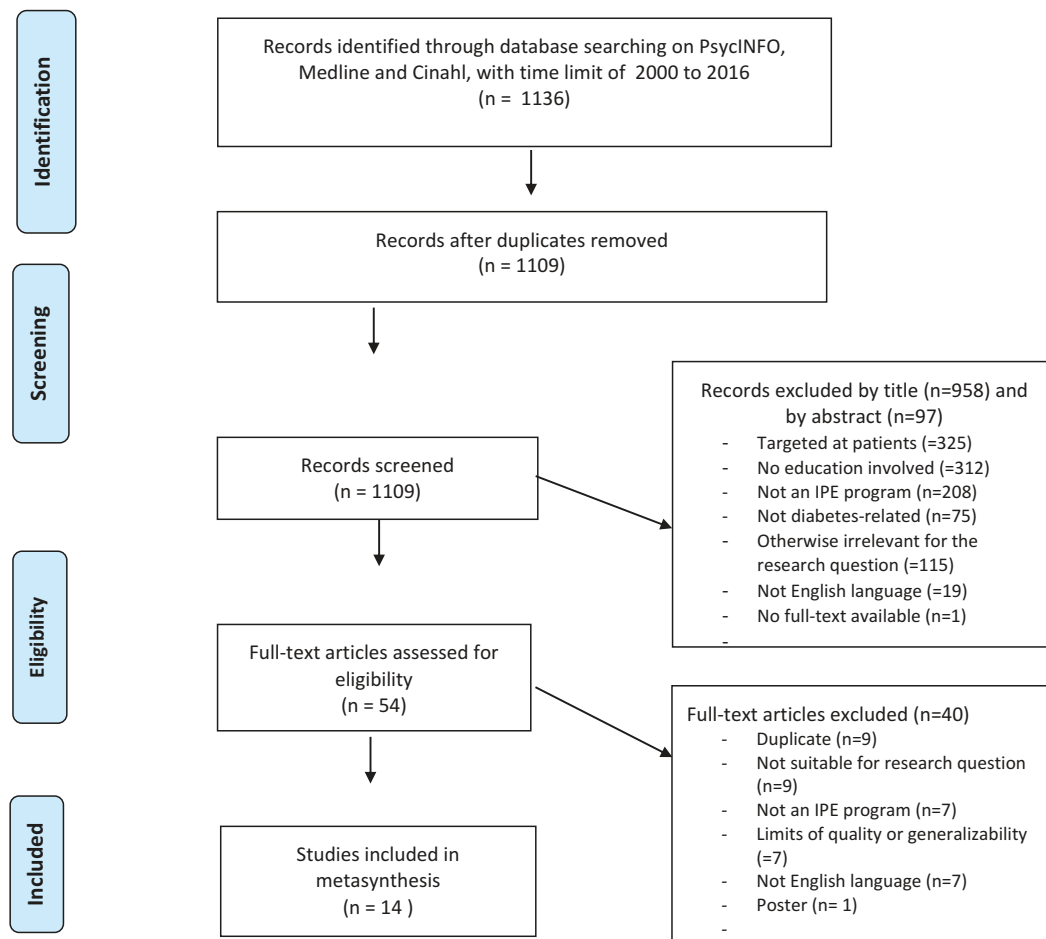 Identification
Records identified through database searching on PsycINFO,
Medline and Cinahl, with time limit of 2000 to 2016
(n = 1136)
Records after duplicates removed
(n = 1109)
Screening
Records screened
(n = 1109)
Records excluded by title (n=958) and
by abstract (n=97)
- Targeted at patients (=325)
- No education involved (=312)
- Not an IPE program (n=208)
- Not diabetes-related (n=75)
- Otherwise irrelevant for the
research question (=115)
- Not English language (=19)
- No full-text available (n=1)
-
Eligibility
Full-text articles assessed for
eligibility
(n = 54)
Full-text articles excluded (n=40)
- Duplicate (n=9)
- Not suitable for research question
(n=9)
- Not an IPE program (n=7)
- Limits of quality or generalizability
(=7)
- Not English language (n=7)
- Poster (n= 1)
-
Included
Studies included in
metasynthesis
(n = 14 )